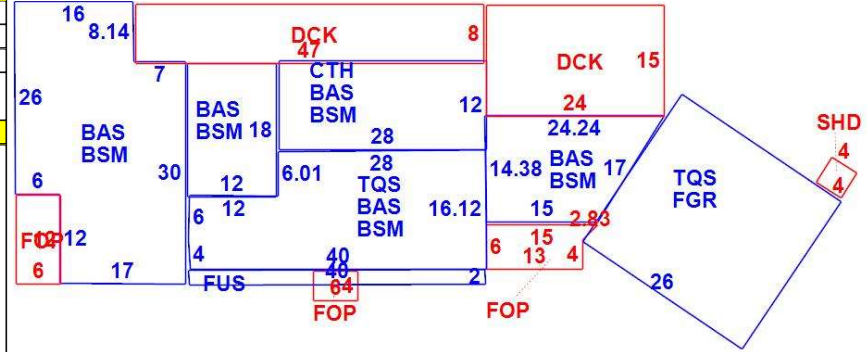 16
8.14
DCK
47
8
DCK
15
24
7
26
BAS
BSM
30
6
BAS
BSM
18
12
CTH
BAS
BSM
12
28
28
6.01
TQS
BAS
BSM
16.12
12
6
4
40
40
24.24
14.38
BAS
BSM
17
15
2.83
15
13
6
4
TQS
FGR
26
SHD
4
4
FOP
12
12
6
17
FUS
2
64
FOP
FOP